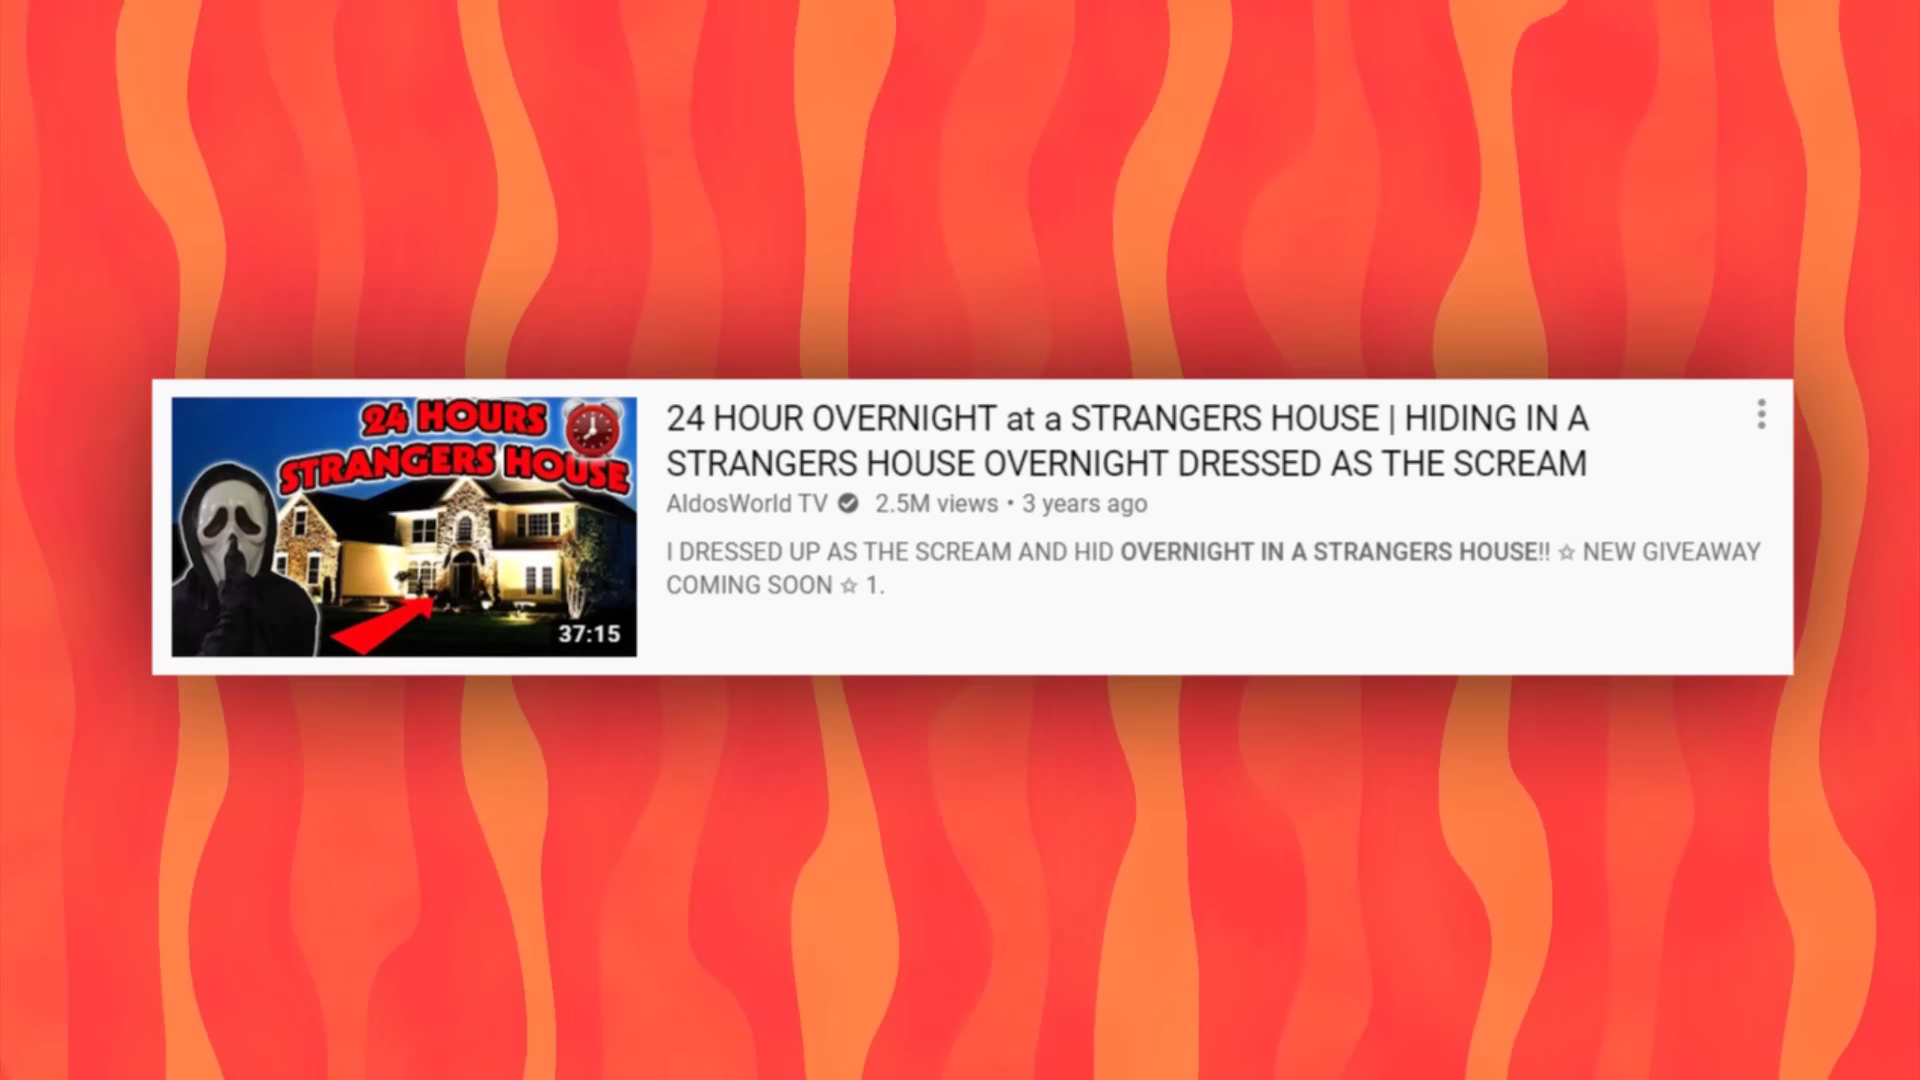 24 HOURS
STRANGERS HOUSE
37:15
24 HOUR OVERNIGHT at a STRANGERS HOUSE | HIDING IN A
STRANGERS HOUSE OVERNIGHT DRESSED AS THE SCREAM
AldosWorld TV 2.5M views • 3 years ago
I DRESSED UP AS THE SCREAM AND HID OVERNIGHT IN A STRANGERS HOUSE!! ☆ NEW GIVEAWAY
COMING SOON ☆ 1.